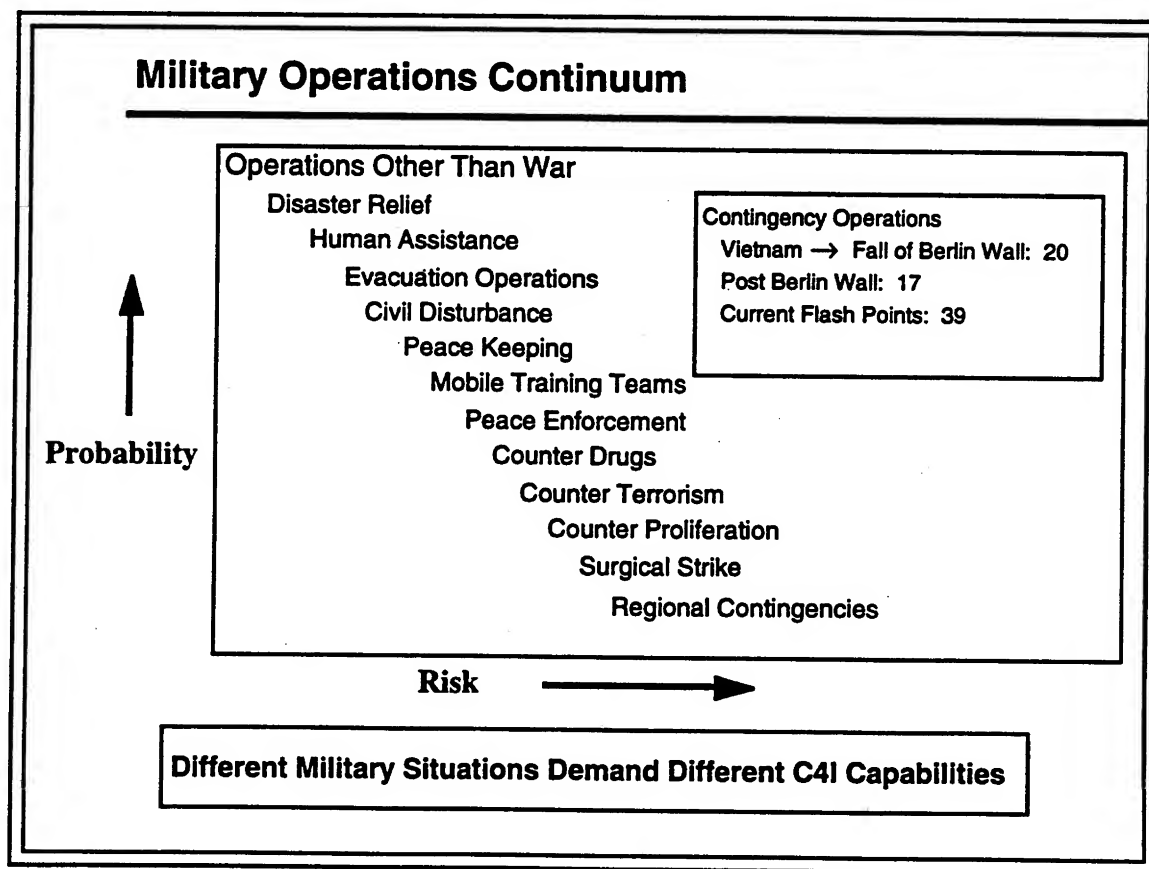 Military Operations Continuum
Operations Other Than War
Disaster Relief
Human Assistance
Evacuation Operations
Civil Disturbance
Peace Keeping
Mobile Training Teams
Peace Enforcement
Counter Drugs
Counter Terrorism
Counter Proliferation
Surgical Strike
Regional Contingencies
Contingency Operations
Vietnam → Fall of Berlin Wall: 20
Post Berlin Wall: 17
Current Flash Points: 39
Probability
Risk
Different Military Situations Demand Different C4I Capabilities